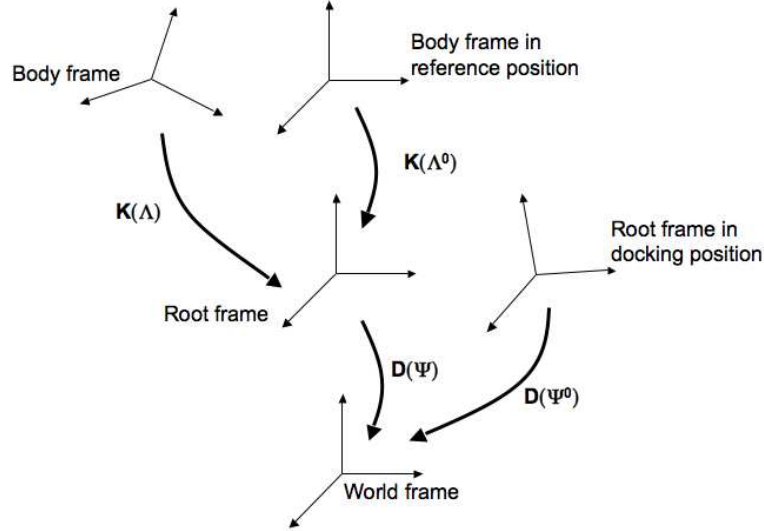 Body frame
Body frame in
reference position
K(Λ⁰)
K(Λ)
Root frame in
docking position
Root frame
D(Ψ)
D(Ψ⁰)
World frame